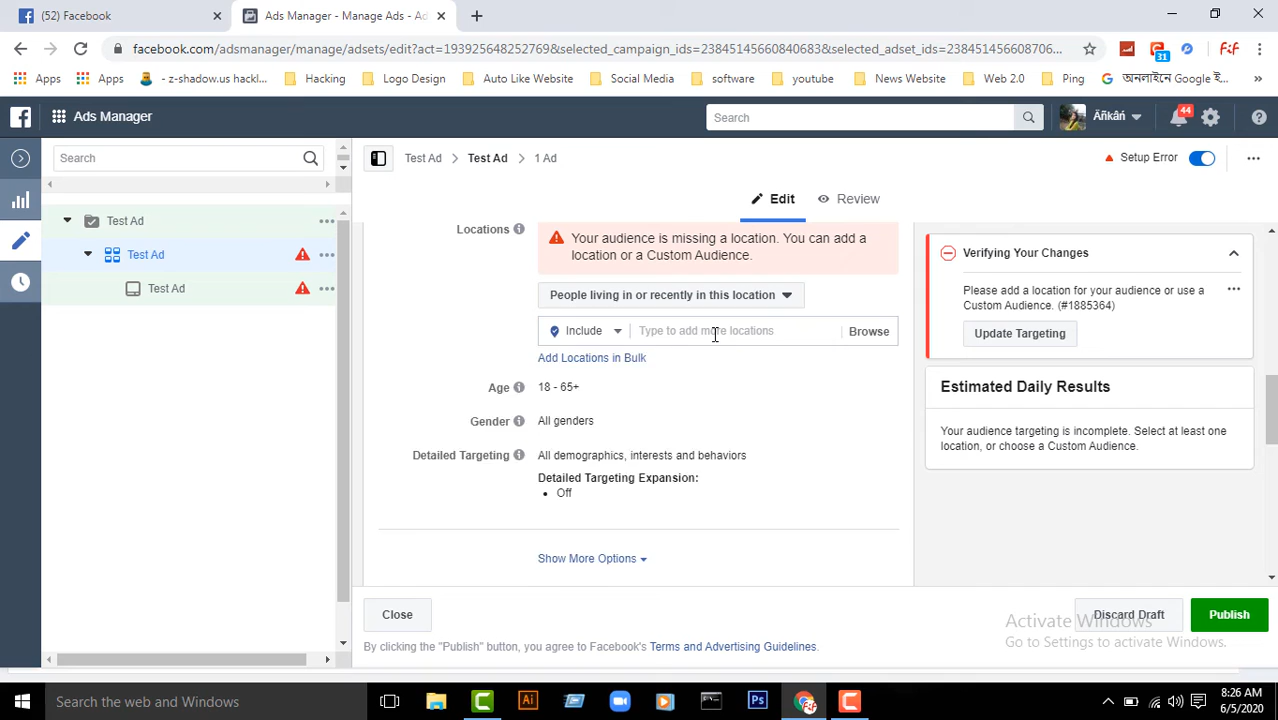 (52) Facebook
Ads Manager - Manage Ads - Ad
facebook.com/adsmanager/manage/adsets/edit?act=193925648252769&selected_campaign_ids=23845145660840683&selected_adset_ids=238451456608706...
31
Apps
Apps
- z-shadow.us hackl...
Hacking
Logo Design
Auto Like Website
Social Media
software
youtube
News Website
Web 2.0
Ping
অনলাইনে Google ই...
»
Ads Manager
Search
Äñkâñ
44
Search
Test Ad
Test Ad
1 Ad
Setup Error
Edit
Review
Test Ad
Test Ad
Test Ad
Locations
Your audience is missing a location. You can add a
location or a Custom Audience.
People living in or recently in this location
Include
Type to add more locations
Browse
Add Locations in Bulk
Age
18 - 65+
Gender
All genders
Detailed Targeting
All demographics, interests and behaviors
Detailed Targeting Expansion:
• Off
Show More Options
Verifying Your Changes
Please add a location for your audience or use a
Custom Audience. (#1885364)
Update Targeting
Estimated Daily Results
Your audience targeting is incomplete. Select at least one
location, or choose a Custom Audience.
Close
Discard Draft
Publish
Activate Windows
Go to Settings to activate Windows.
By clicking the "Publish" button, you agree to Facebook's Terms and Advertising Guidelines.
Search the web and Windows
Ai
Ps
8:26 AM
6/5/2020